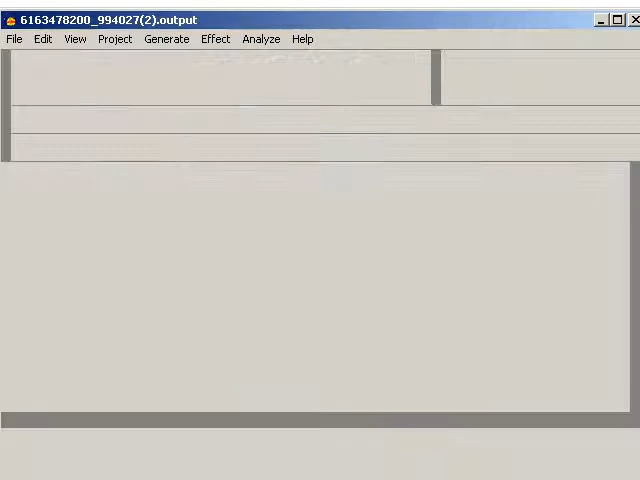 6163478200_994027(2).output
File Edit View Project Generate Effect Analyze Help